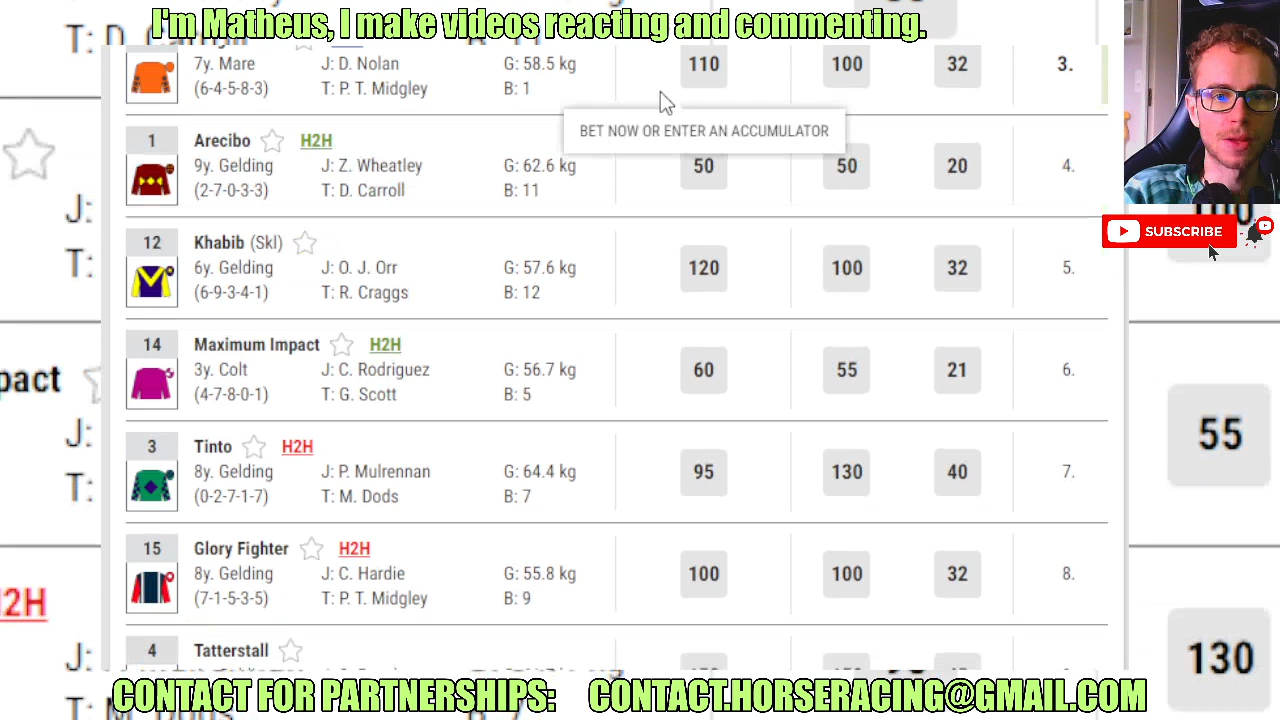 I'm Matheus, I make videos reacting and commenting.
7y. Mare J: D. Nolan G: 58.5 kg 110 100 32 3.
(6-4-5-8-3) T: P. T. Midgley B: 1
BET NOW OR ENTER AN ACCUMULATOR
1 Arecibo H2H
9y. Gelding J: Z. Wheatley G: 62.6 kg 50 50 20 4.
(2-7-0-3-3) T: D. Carroll B: 11
SUBSCRIBE
12 Khabib (Skl)
6y. Gelding J: O. J. Orr G: 57.6 kg 120 100 32 5.
(6-9-3-4-1) T: R. Craggs B: 12
14 Maximum Impact H2H
3y. Colt J: C. Rodriguez G: 56.7 kg 60 55 21 6.
(4-7-8-0-1) T: G. Scott B: 5
3 Tinto H2H
8y. Gelding J: P. Mulrennan G: 64.4 kg 95 130 40 7.
(0-2-7-1-7) T: M. Dods B: 7
15 Glory Fighter H2H
8y. Gelding J: C. Hardie G: 55.8 kg 100 100 32 8.
(7-1-5-3-5) T: P. T. Midgley B: 9
4 Tatterstall
J:
T:
pact
J:
T:
55
H2H
J:
130
CONTACT FOR PARTNERSHIPS: CONTACT.HORSERACING@GMAIL.COM